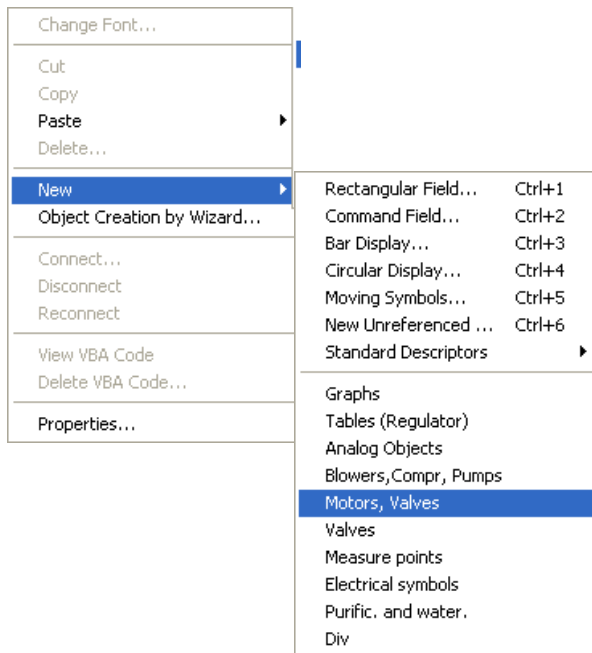 Change Font...
Cut
Copy
Paste
Delete...
New
Object Creation by Wizard...
Connect...
Disconnect
Reconnect
View VBA Code
Delete VBA Code...
Properties...
Rectangular Field... Ctrl+1
Command Field... Ctrl+2
Bar Display... Ctrl+3
Circular Display... Ctrl+4
Moving Symbols... Ctrl+5
New Unreferenced ... Ctrl+6
Standard Descriptors
Graphs
Tables (Regulator)
Analog Objects
Blowers,Compr, Pumps
Motors, Valves
Valves
Measure points
Electrical symbols
Purific. and water.
Div